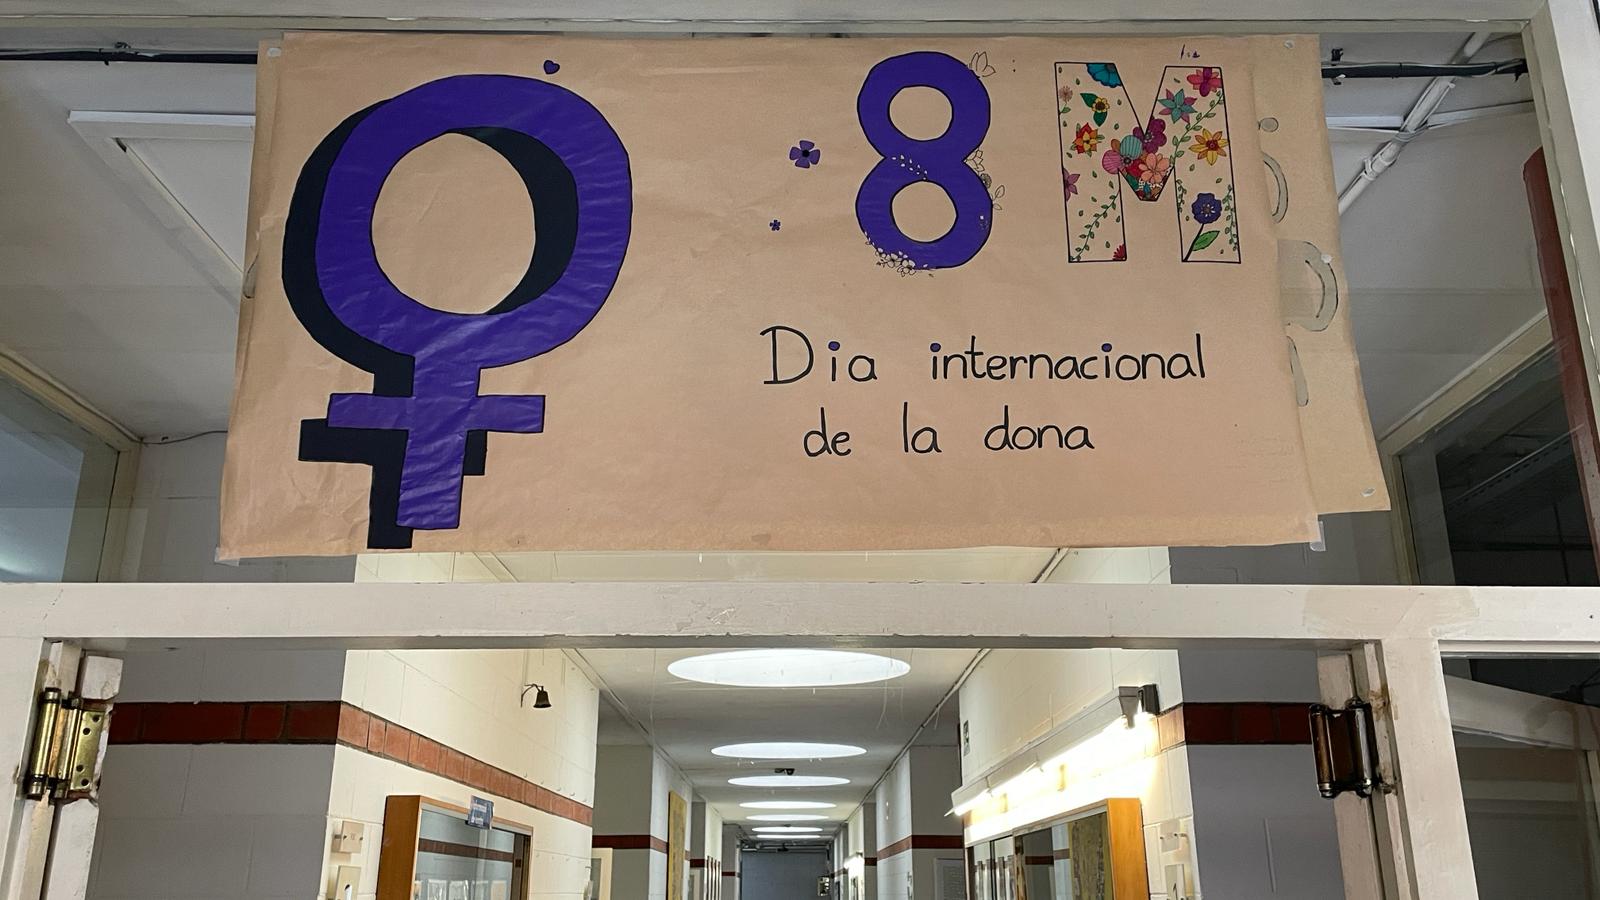 8M
Dia internacional
de la dona